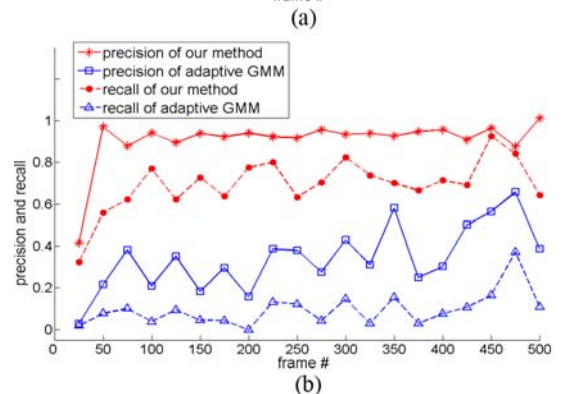 (a)
precision of our method
precision of adaptive GMM
recall of our method
recall of adaptive GMM
precision and recall
1
0.8
0.6
0.4
0.2
0
0 50 100 150 200 250 300 350 400 450 500
frame #
(b)